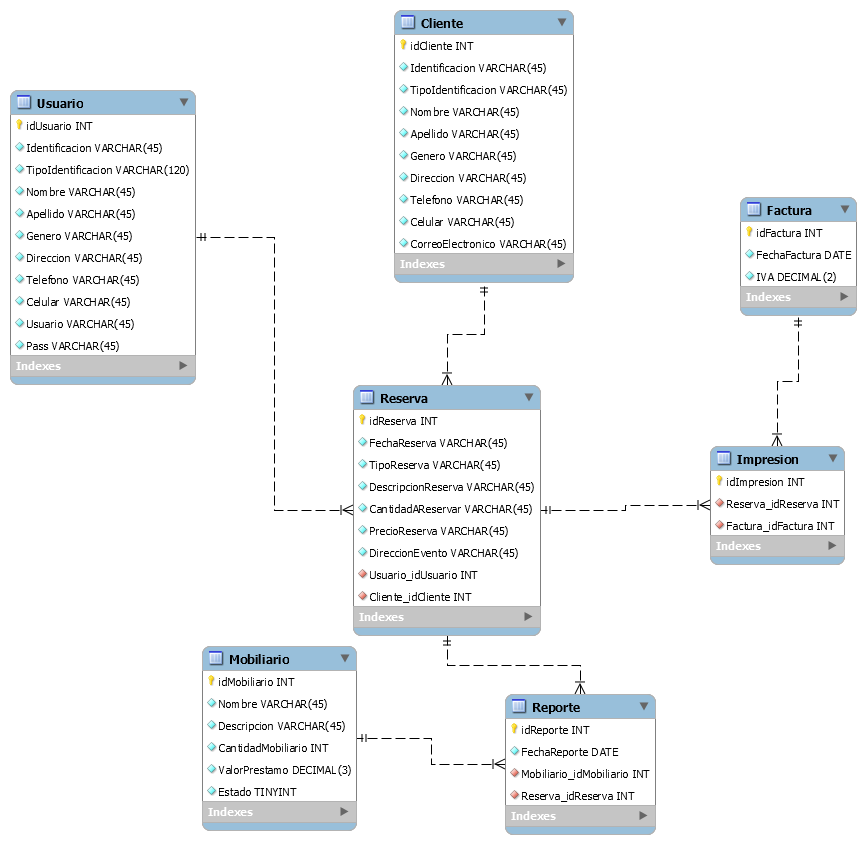 Cliente
idCliente INT
Identificacion VARCHAR(45)
TipoIdentificacion VARCHAR(45)
Nombre VARCHAR(45)
Apellido VARCHAR(45)
Genero VARCHAR(45)
Direccion VARCHAR(45)
Telefono VARCHAR(45)
Celular VARCHAR(45)
CorreoElectronico VARCHAR(45)
Indexes
Usuario
idUsuario INT
Identificacion VARCHAR(45)
TipoIdentificacion VARCHAR(120)
Nombre VARCHAR(45)
Apellido VARCHAR(45)
Genero VARCHAR(45)
Direccion VARCHAR(45)
Telefono VARCHAR(45)
Celular VARCHAR(45)
Usuario VARCHAR(45)
Pass VARCHAR(45)
Indexes
Factura
idFactura INT
FechaFactura DATE
IVA DECIMAL(2)
Indexes
Reserva
idReserva INT
FechaReserva VARCHAR(45)
TipoReserva VARCHAR(45)
DescripcionReserva VARCHAR(45)
CantidadAReservar VARCHAR(45)
PrecioReserva VARCHAR(45)
DireccionEvento VARCHAR(45)
Usuario_idUsuario INT
Cliente_idCliente INT
Indexes
Impresion
idImpresion INT
Reserva_idReserva INT
Factura_idFactura INT
Indexes
Mobiliario
idMobiliario INT
Nombre VARCHAR(45)
Descripcion VARCHAR(45)
CantidadMobiliario INT
ValorPrestamo DECIMAL(3)
Estado TINYINT
Indexes
Reporte
idReporte INT
FechaReporte DATE
Mobiliario_idMobiliario INT
Reserva_idReserva INT
Indexes